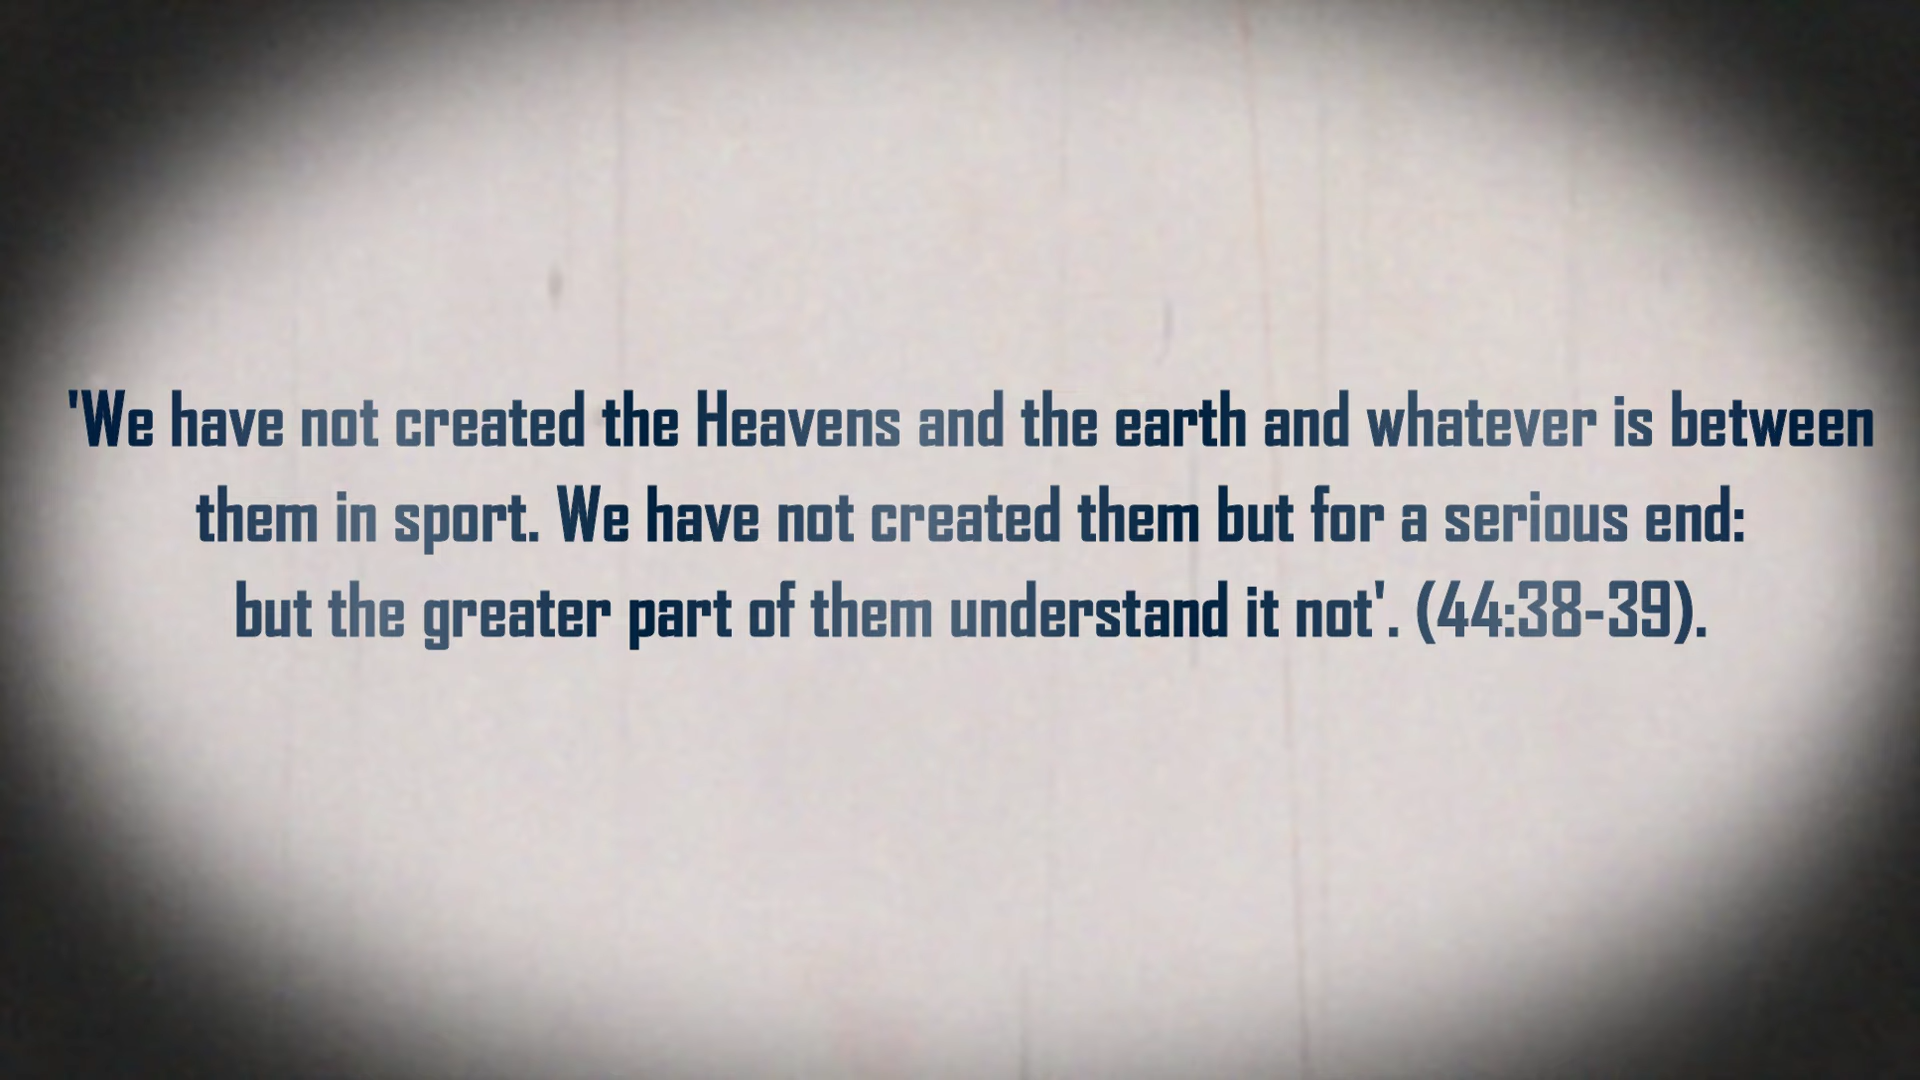 'We have not created the Heavens and the earth and whatever is between
them in sport. We have not created them but for a serious end:
but the greater part of them understand it not'. (44:38-39).